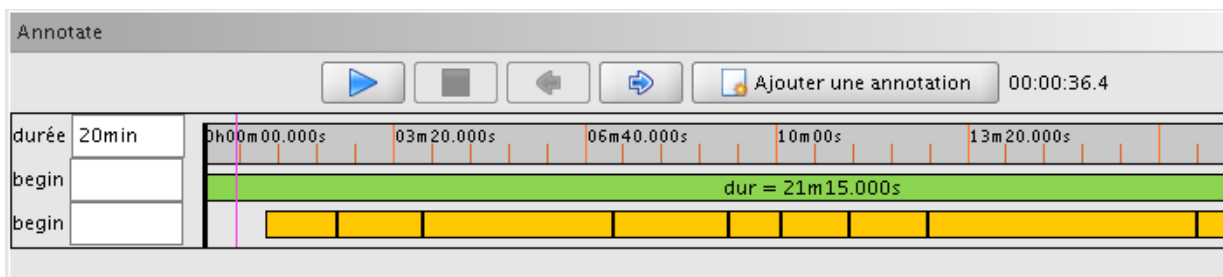 Annotate
Ajouter une annotation 00:00:36.4
durée 20min 0h00m00.000s 03m20.000s 06m40.000s 10m00s 13m20.000s
begin dur = 21m15.000s
begin